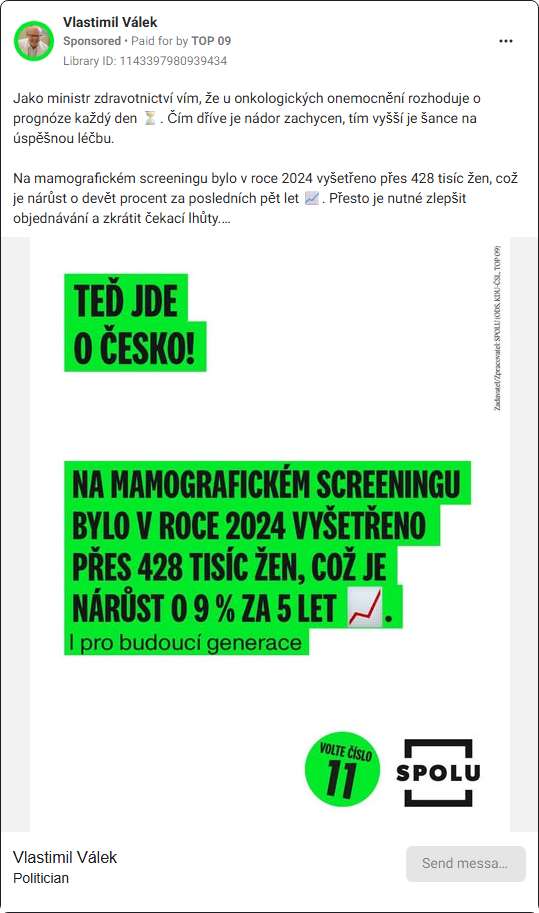 Vlastimil Válek
Sponsored • Paid for by TOP 09
Library ID: 1143397980939434
Jako ministr zdravotnictví vím, že u onkologických onemocnění rozhoduje o
prognóze každý den ⏳ . Čím dříve je nádor zachycen, tím vyšší je šance na
úspěšnou léčbu.
Na mamografickém screeningu bylo v roce 2024 vyšetřeno přes 428 tisíc žen, což
je nárůst o devět procent za posledních pět let 📈 . Přesto je nutné zlepšit
objednávání a zkrátit čekací lhůty....
TEĎ JDE
O ČESKO!
Zadavatel/Zpracovatel: SPOLU (ODS, KDU-ČSL, TOP 09)
NA MAMOGRAFICKÉM SCREENINGU
BYLO V ROCE 2024 VYŠETŘENO
PŘES 428 TISÍC ŽEN, COŽ JE
NÁRŮST O 9 % ZA 5 LET 📈.
I pro budoucí generace
VOLTE ČÍSLO
11
SPOLU
Vlastimil Válek
Politician
Send messa...